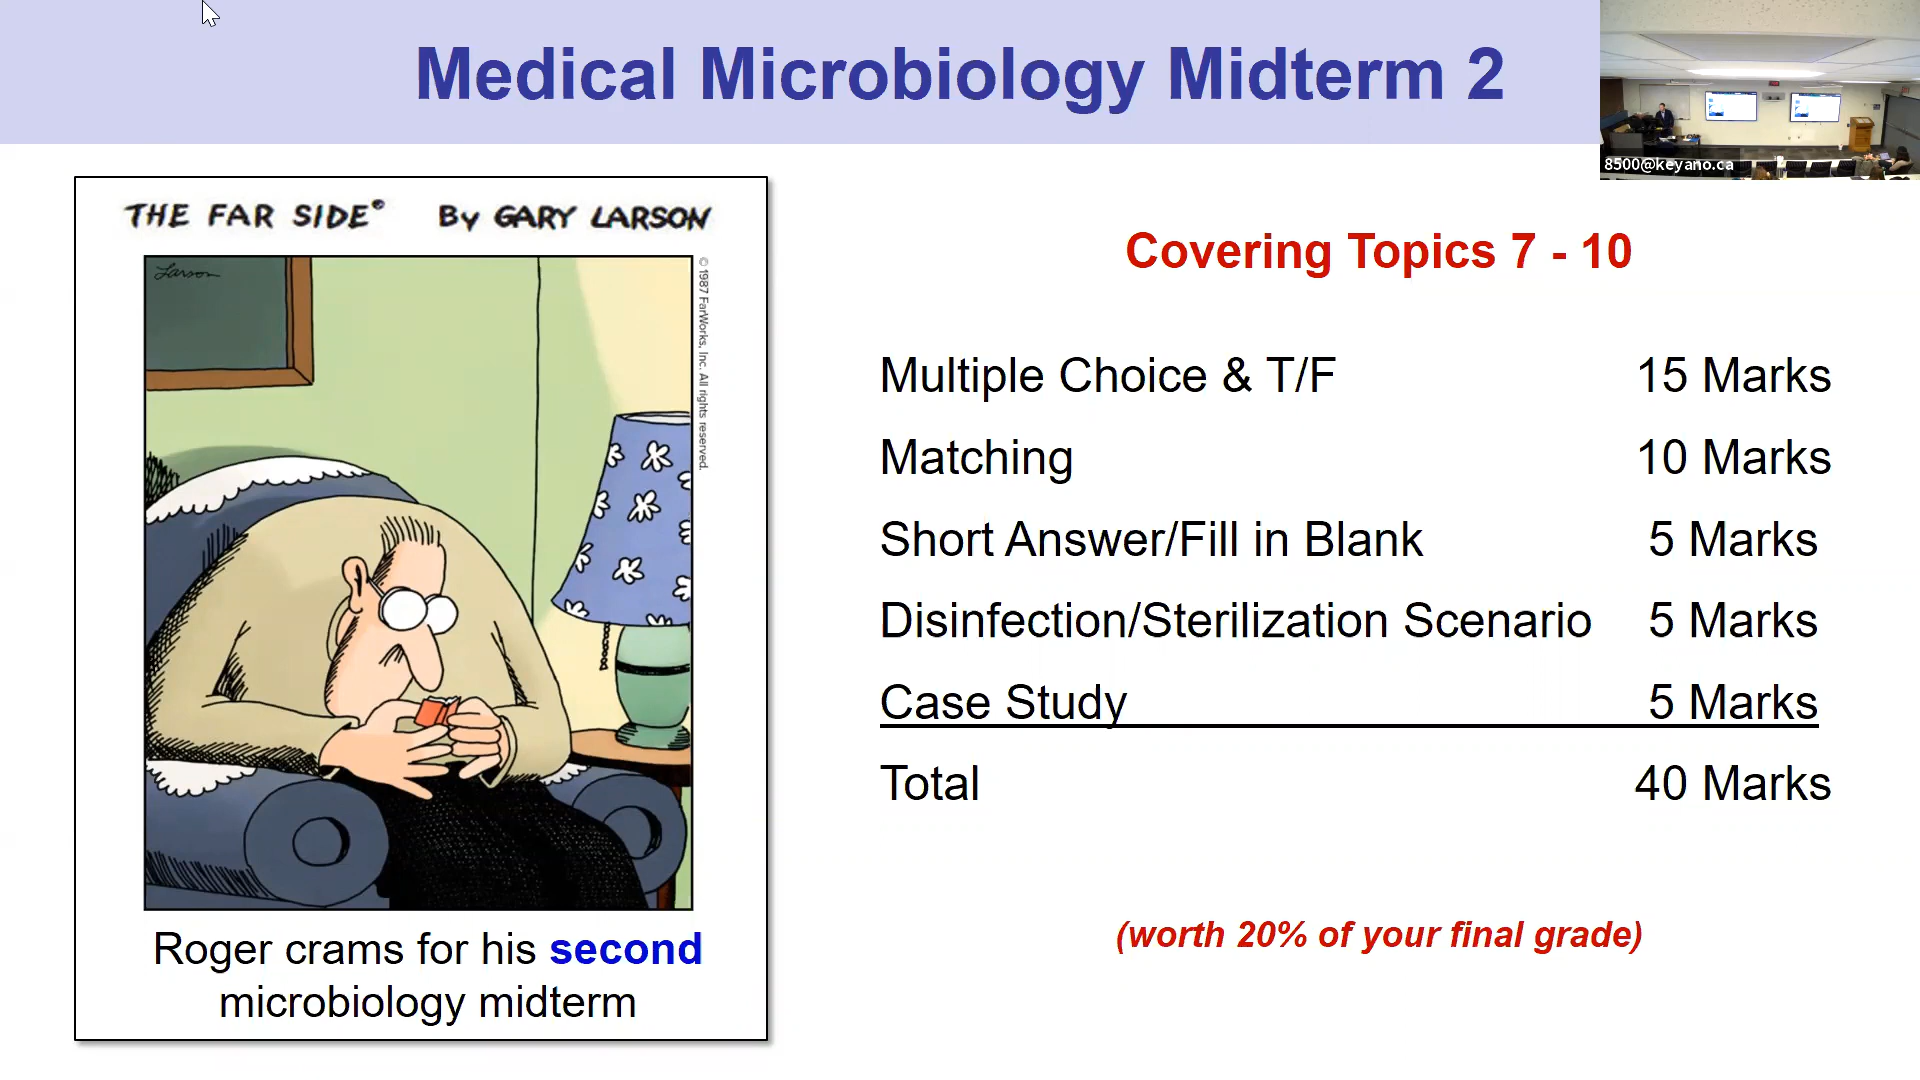 Medical Microbiology Midterm 2
8500@keyano.ca
THE FAR SIDE® By GARY LARSON
Larson
© 1987 FarWorks, Inc. All rights reserved.
Roger crams for his second
microbiology midterm
Covering Topics 7 - 10
Multiple Choice & T/F 15 Marks
Matching 10 Marks
Short Answer/Fill in Blank 5 Marks
Disinfection/Sterilization Scenario 5 Marks
Case Study 5 Marks
Total 40 Marks
(worth 20% of your final grade)